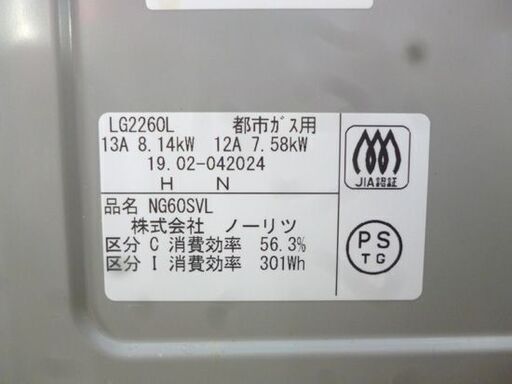 LG2260L 都市ガス用
13A 8.14kW 12A 7.58kW
19.02-042024
H N
品名 NG60SVL
株式会社 ノーリツ
区分 C 消費効率 56.3%
区分 I 消費効率 301Wh
JIA認証
PS
TG